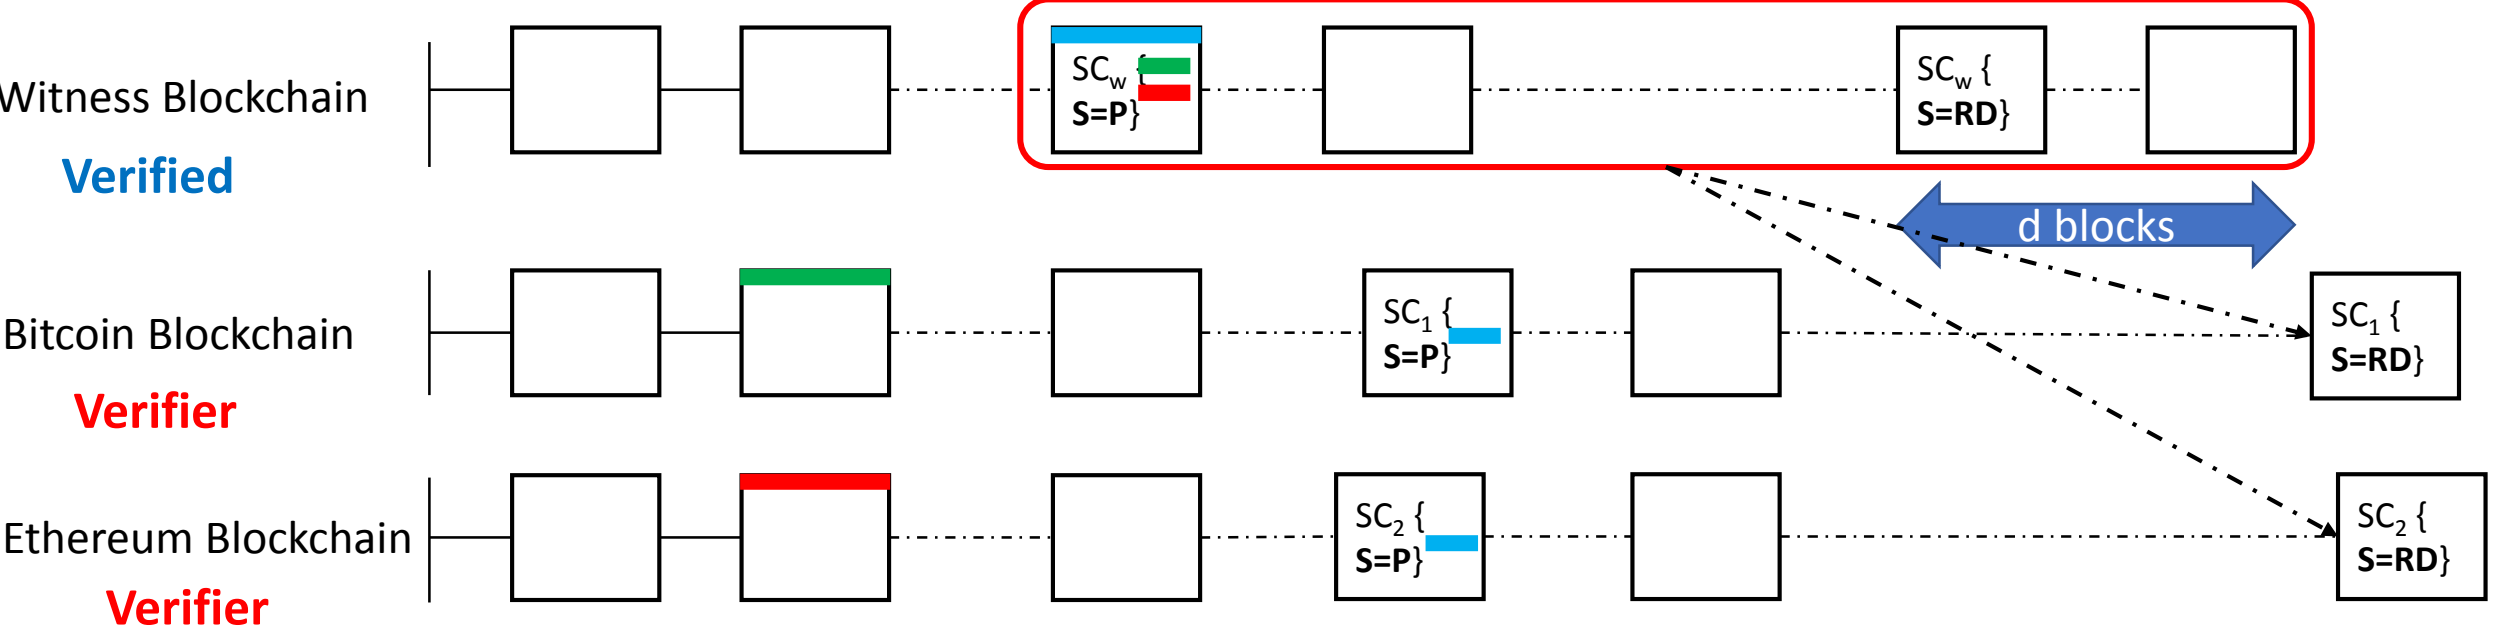 Witness Blockchain
Verified
SCw {
S=P}
SCw {
S=RD}
d blocks
Bitcoin Blockchain
Verifier
SC1 {
S=P}
SC1 {
S=RD}
Ethereum Blockchain
Verifier
SC2 {
S=P}
SC2 {
S=RD}